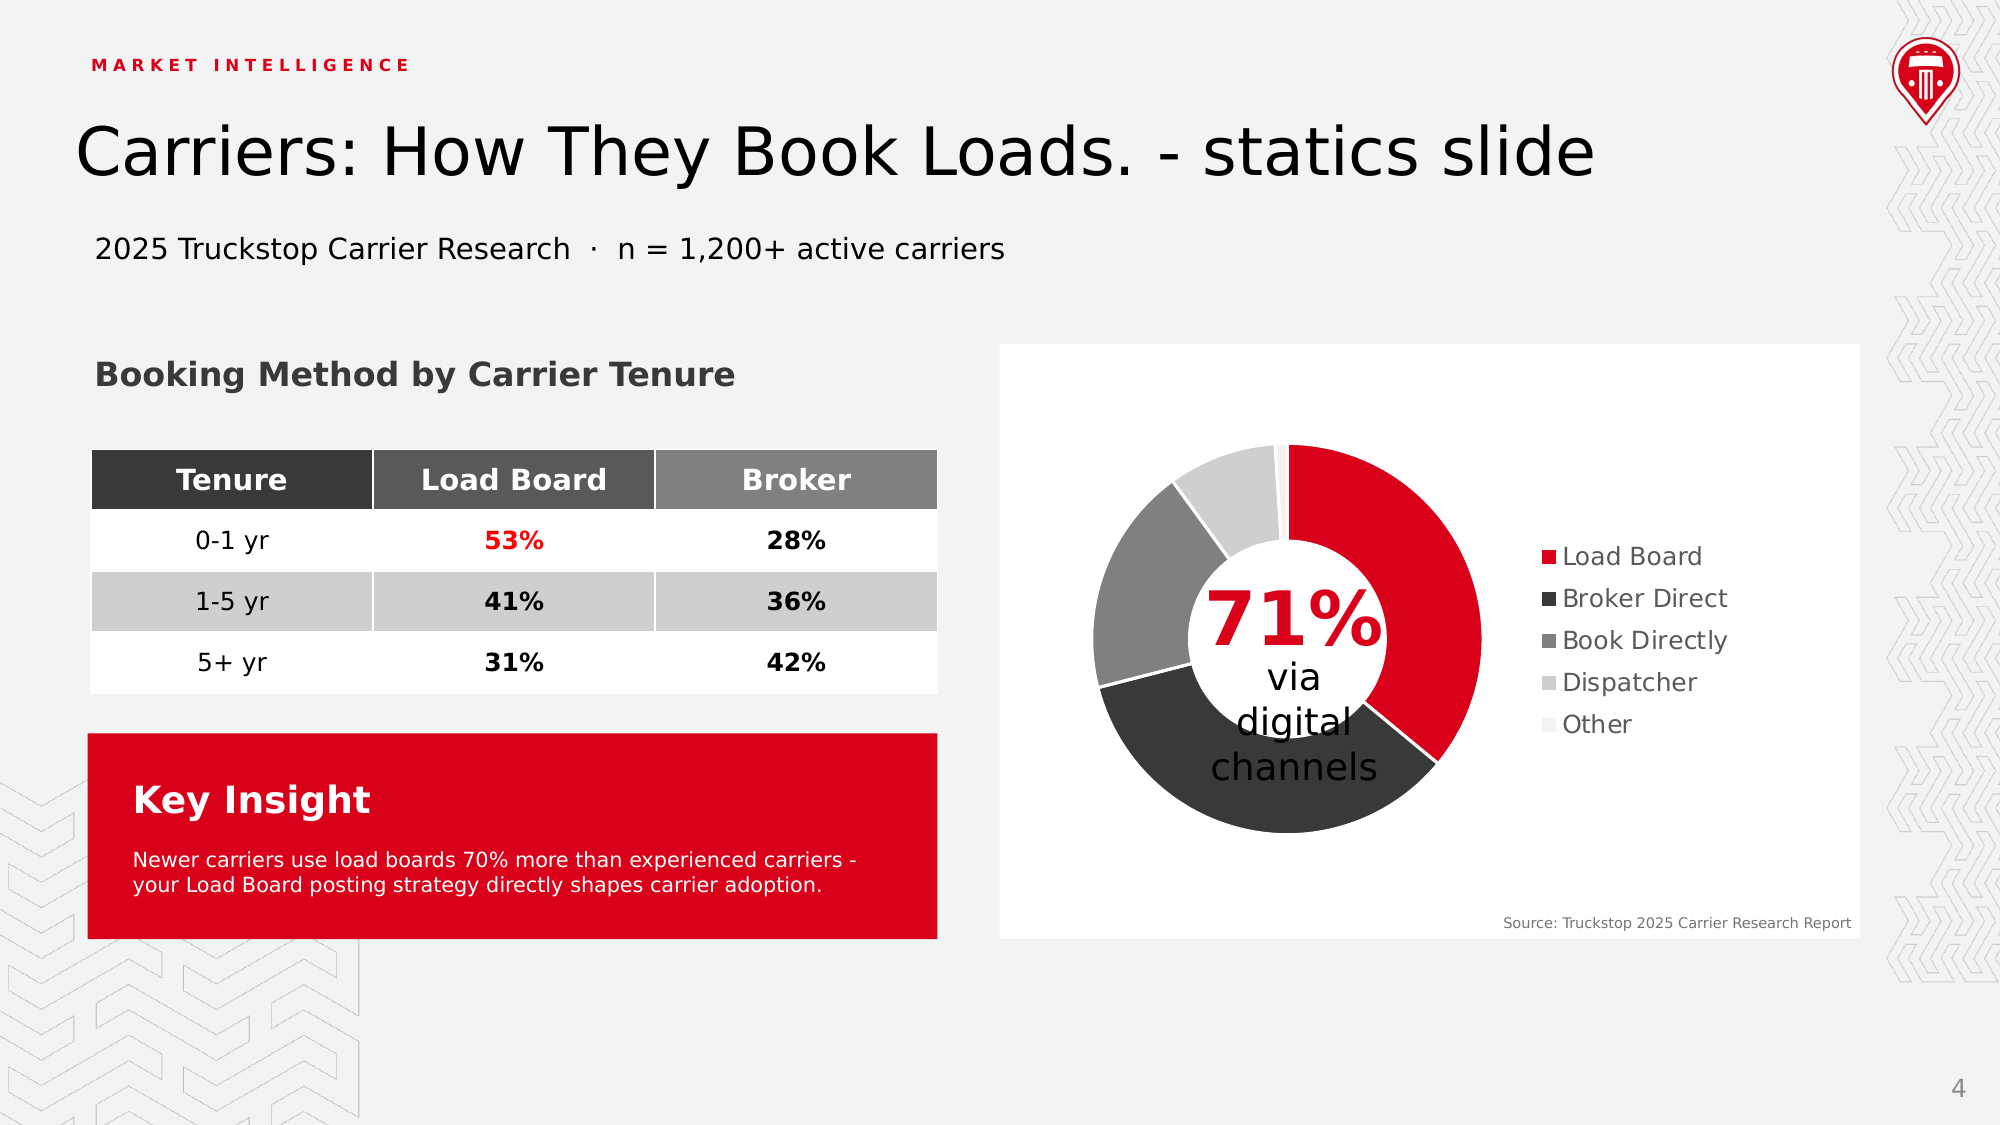 MARKET INTELLIGENCE
Carriers: How They Book Loads. - statics slide
2025 Truckstop Carrier Research · n = 1,200+ active carriers
Booking Method by Carrier Tenure
Tenure Load Board Broker
0-1 yr 53% 28%
1-5 yr 41% 36%
5+ yr 31% 42%
Key Insight
Newer carriers use load boards 70% more than experienced carriers -
your Load Board posting strategy directly shapes carrier adoption.
71%
via
digital
channels
Load Board
Broker Direct
Book Directly
Dispatcher
Other
Source: Truckstop 2025 Carrier Research Report
4